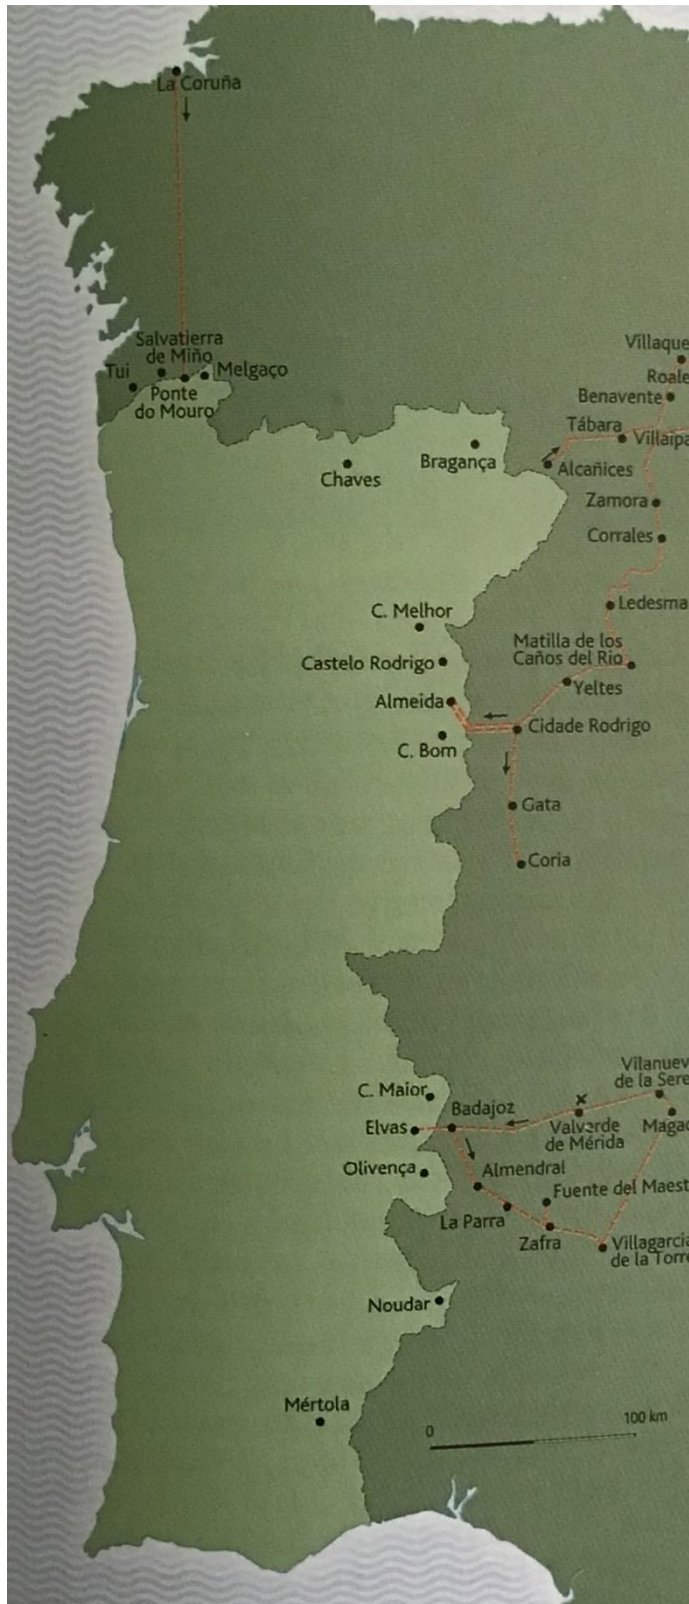 La Coruña
Salvatierra
de Miño
Tui
Melgaço
Ponte
do Mouro
Villaque
Roale
Benavente
Tábara
Villalpa
Bragança
Alcañices
Chaves
Zamora
Corrales
C. Melhor
Ledesma
Matilla de los
Caños del Rio
Castelo Rodrigo
Yeltes
Almeida
Cidade Rodrigo
C. Bom
Gata
Coria
Vilanuev
de la Sere
C. Maior
Badajoz
Elvas
Valverde
de Mérida
Magac
Olivença
Almendral
Fuente del Maest
La Parra
Zafra
Villagarcia
de la Torre
Noudar
Mértola
0
100 km